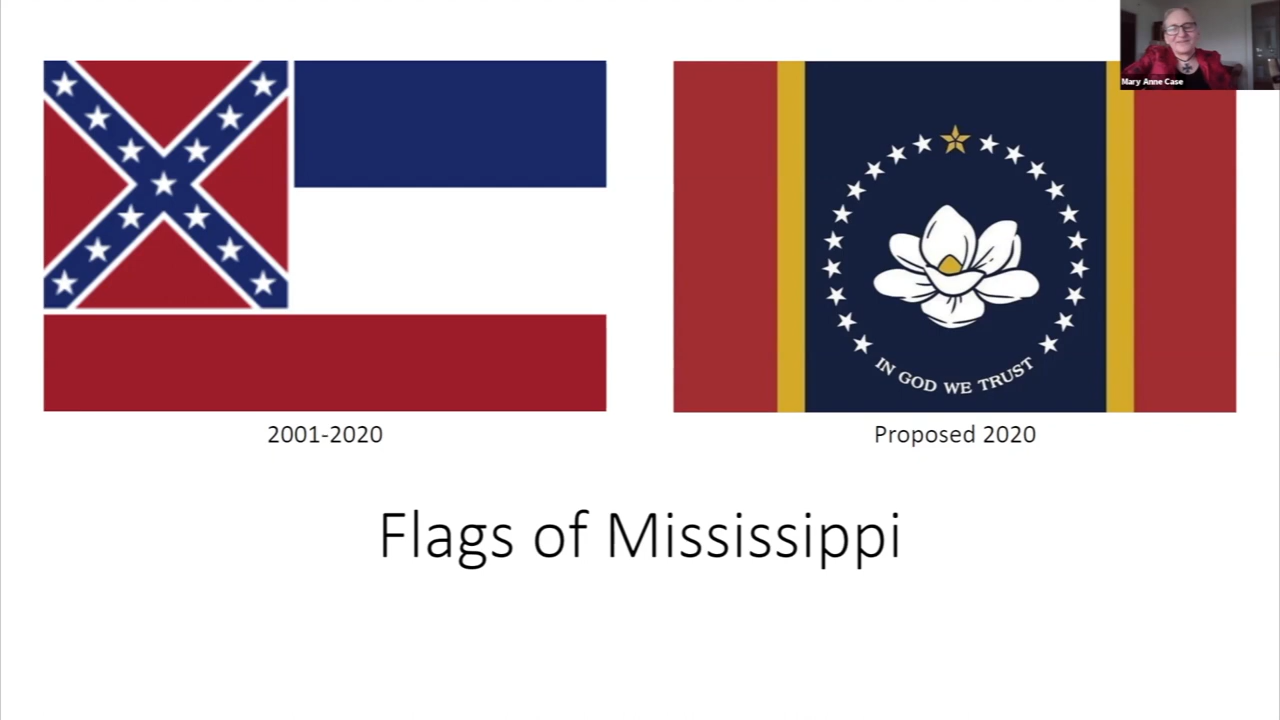 Mary Anne Case
IN GOD WE TRUST
2001-2020
Proposed 2020
Flags of Mississippi